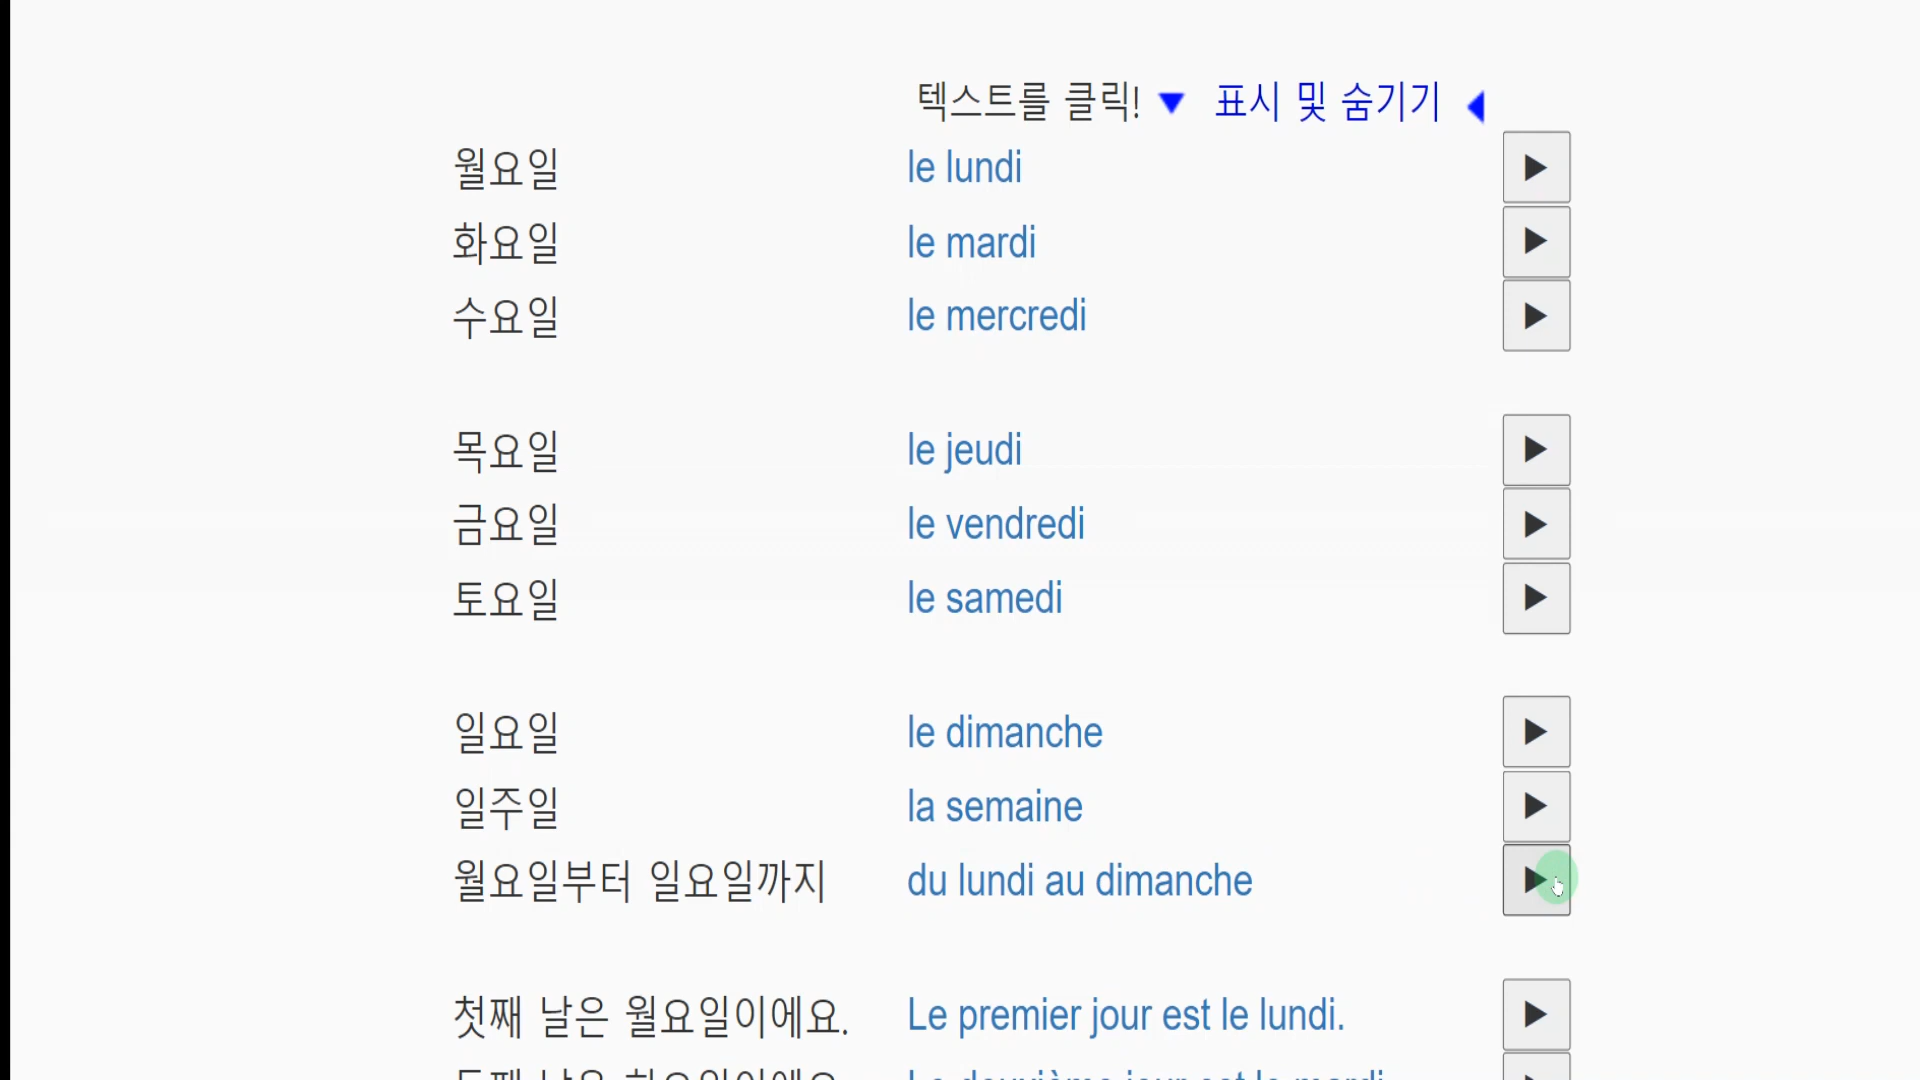 텍스트를 클릭! ▼ 표시 및 숨기기 ◀
월요일 le lundi
화요일 le mardi
수요일 le mercredi
목요일 le jeudi
금요일 le vendredi
토요일 le samedi
일요일 le dimanche
일주일 la semaine
월요일부터 일요일까지 du lundi au dimanche
첫째 날은 월요일이에요. Le premier jour est le lundi.